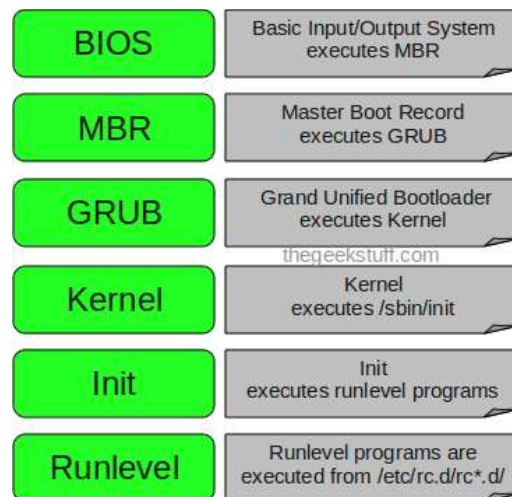 BIOS
Basic Input/Output System
executes MBR
MBR
Master Boot Record
executes GRUB
GRUB
Grand Unified Bootloader
executes Kernel
thegeekstuff.com
Kernel
Kernel
executes /sbin/init
Init
Init
executes runlevel programs
Runlevel
Runlevel programs are
executed from /etc/rc.d/rc*.d/